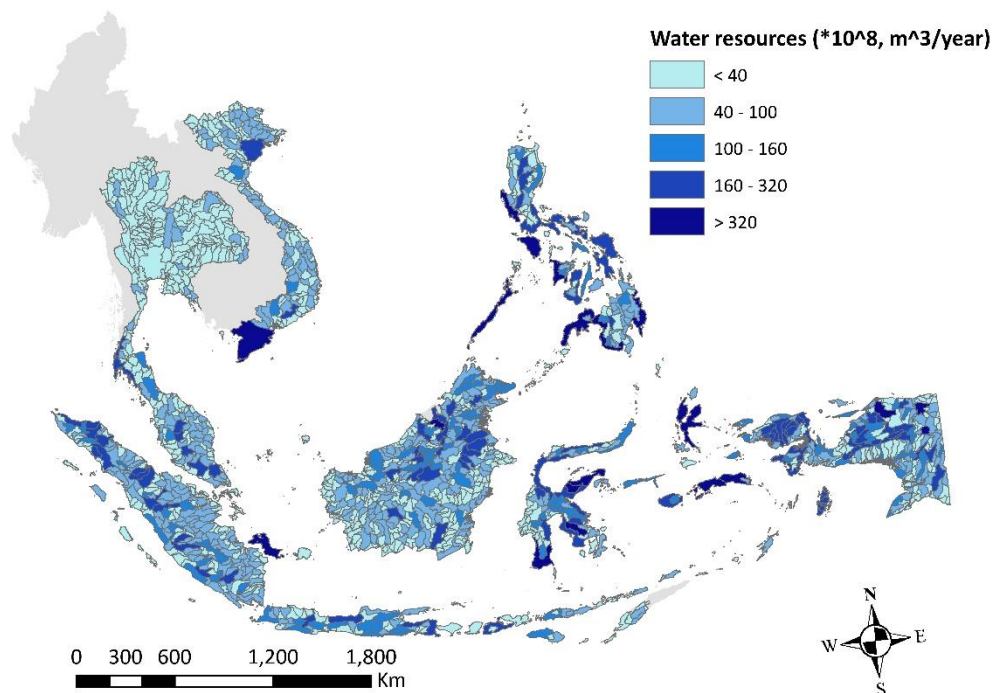 Water resources (*10^8, m^3/year)
< 40
40 - 100
100 - 160
160 - 320
> 320
N
W E
S
0 300 600 1,200 1,800
Km